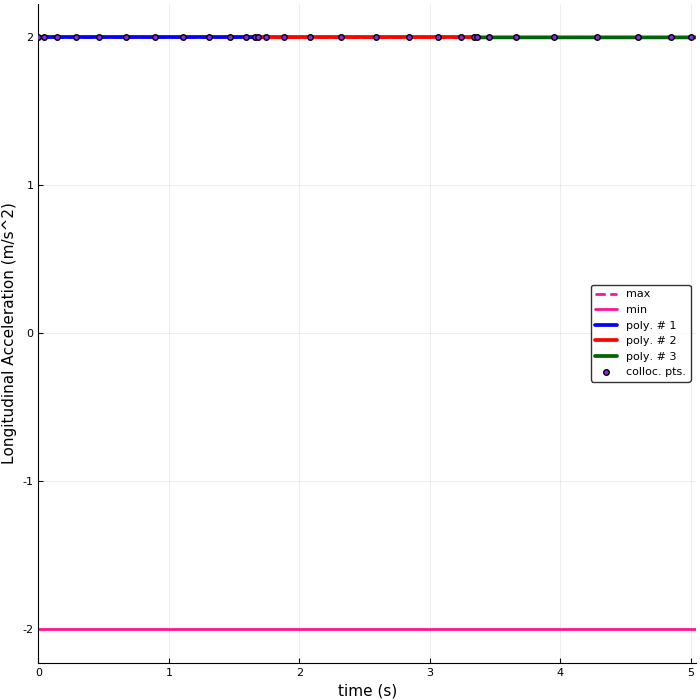 2
1
0
-1
-2
Longitudinal Acceleration (m/s^2)
max
min
poly. # 1
poly. # 2
poly. # 3
colloc. pts.
0 1 2 3 4 5
time (s)